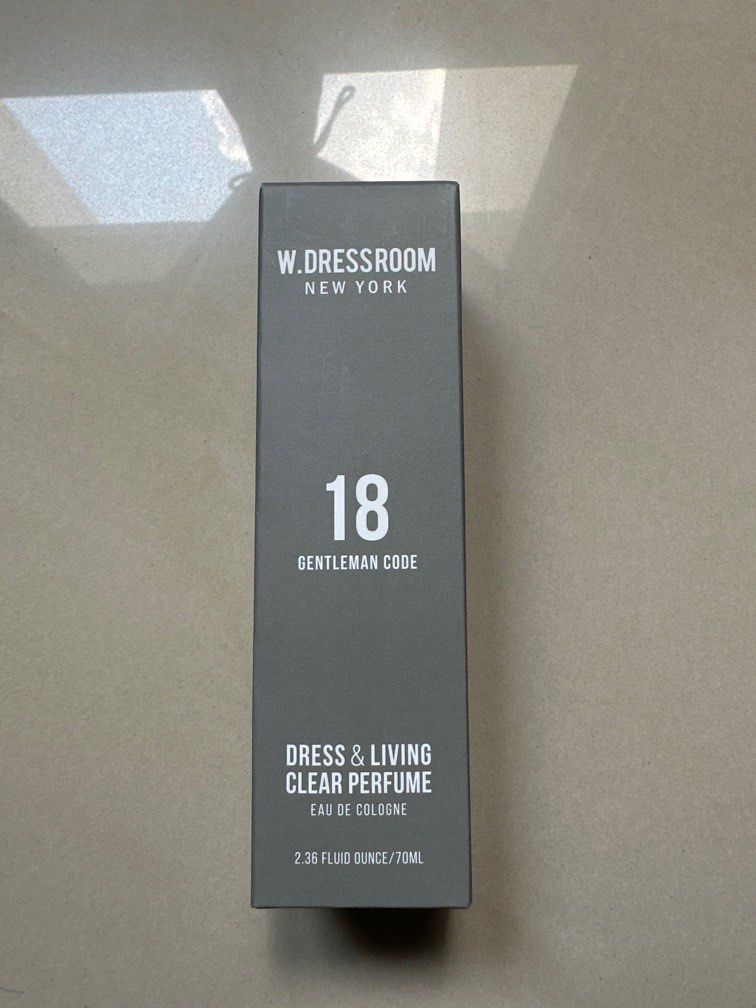 W.DRESSROOM
NEW YORK
18
GENTLEMAN CODE
DRESS & LIVING
CLEAR PERFUME
EAU DE COLOGNE
2.36 FLUID OUNCE/70ML